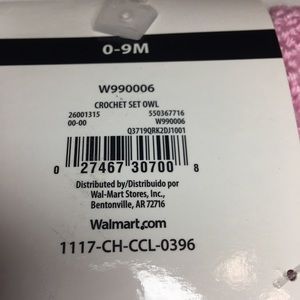 0-9M
W990006
CROCHET SET OWL
26001315 550367716
00-00 W990006
Q3719QRK2DJ1001
0 27467 30700 8
Distributed by/Distribuido por
Wal-Mart Stores, Inc.,
Bentonville, AR 72716
Walmart.com
1117-CH-CCL-0396